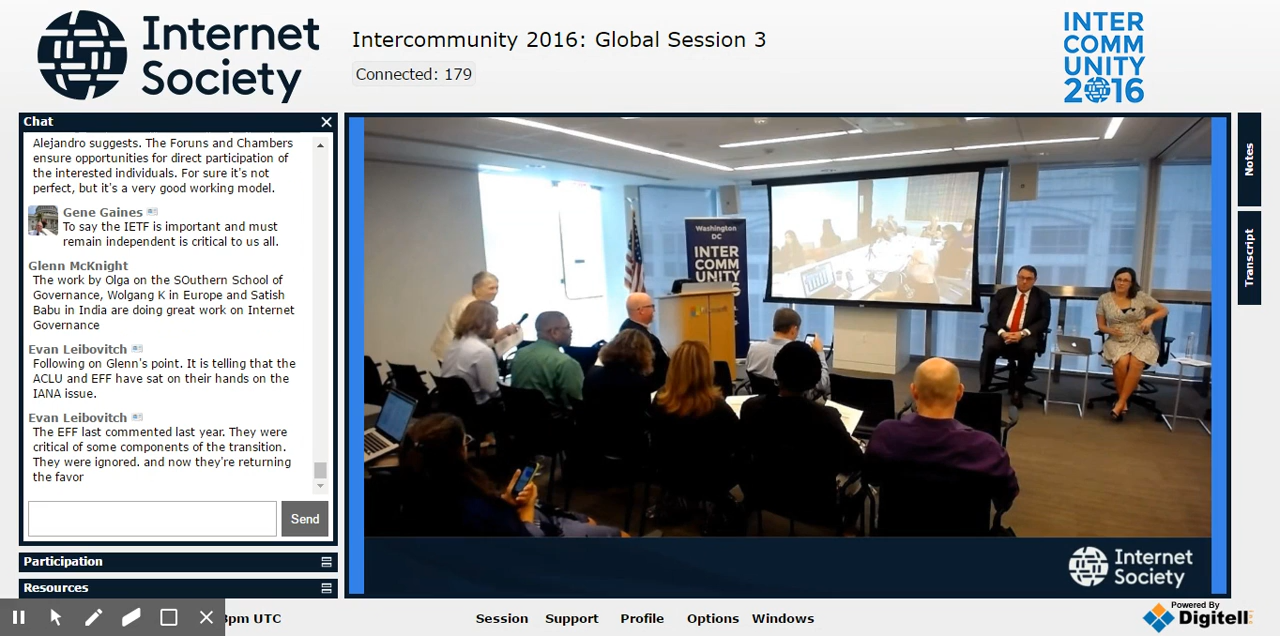 Internet
Society
Intercommunity 2016: Global Session 3
Connected: 179
INTER
COMM
UNITY
2016
Chat
Alejandro suggests. The Foruns and Chambers
ensure opportunities for direct participation of
the interested individuals. For sure it's not
perfect, but it's a very good working model.
Gene Gaines
To say the IETF is important and must
remain independent is critical to us all.
Glenn McKnight
The work by Olga on the SOuthern School of
Governance, Wolgang K in Europe and Satish
Babu in India are doing great work on Internet
Governance
Evan Leibovitch
Following on Glenn's point. It is telling that the
ACLU and EFF have sat on their hands on the
IANA issue.
Evan Leibovitch
The EFF last commented last year. They were
critical of some components of the transition.
They were ignored. and now they're returning
the favor
Send
Participation
Resources
Washington
DC
INTER
COMM
UNITY
Internet
Society
Notes
Transcript
3pm UTC
Session Support Profile Options Windows
Powered By
Digitell